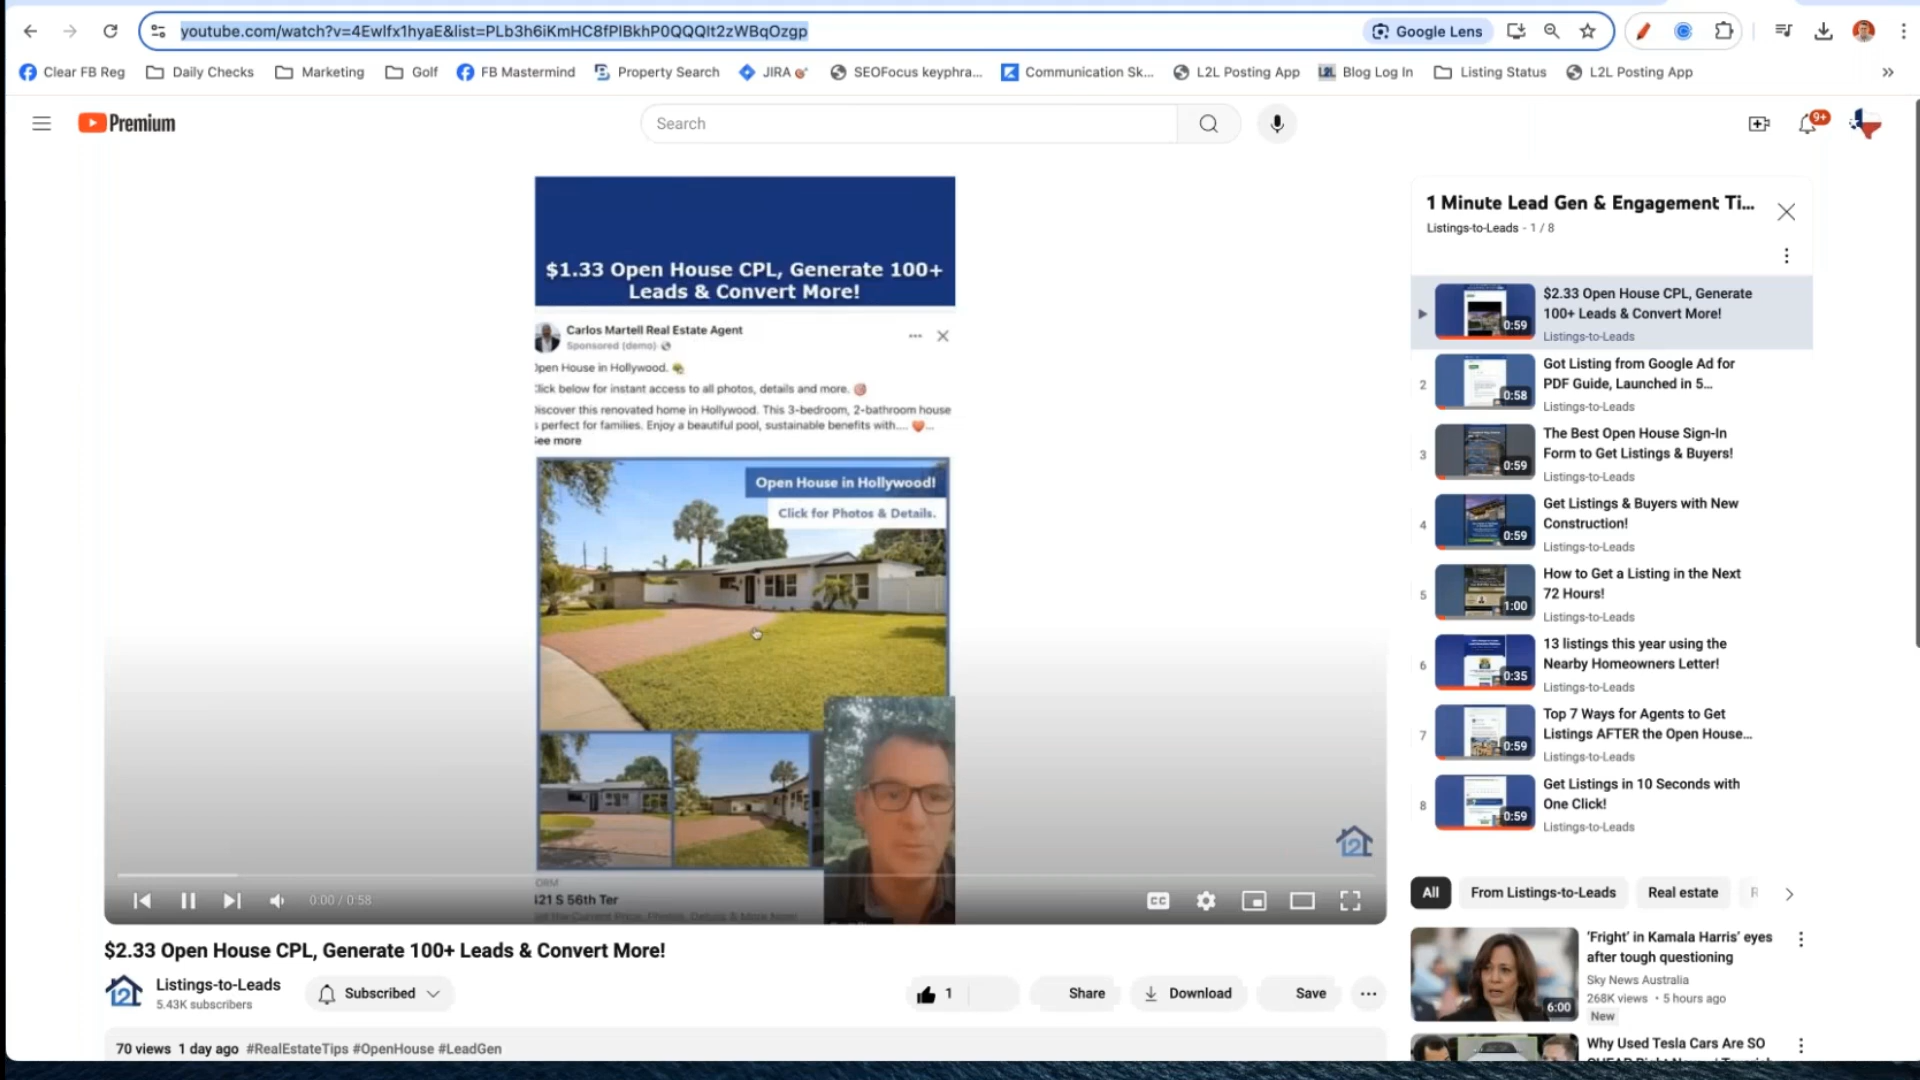 youtube.com/watch?v=4Ewlfx1hyaE&list=PLb3h6iKmHC8fPlBkhP0QQQIt2zWBqOzgp
Google Lens
Clear FB Reg
Daily Checks
Marketing
Golf
FB Mastermind
Property Search
JIRA
SEOFocus keyphra...
Communication Sk...
L2L Posting App
L2L
Blog Log In
Listing Status
L2L Posting App
»
Premium
Search
9+
$1.33 Open House CPL, Generate 100+
Leads & Convert More!
Carlos Martell Real Estate Agent
Sponsored (demo)
Open House in Hollywood.
Click below for instant access to all photos, details and more.
Discover this renovated home in Hollywood. This 3-bedroom, 2-bathroom house
s perfect for families. Enjoy a beautiful pool, sustainable benefits with.... ...
See more
Open House in Hollywood!
Click for Photos & Details.
ORM
421 S 56th Ter
0:00 / 0:58
CC
$2.33 Open House CPL, Generate 100+ Leads & Convert More!
Listings-to-Leads
5.43K subscribers
Subscribed
1
Share
Download
Save
70 views 1 day ago #RealEstateTips #OpenHouse #LeadGen
1 Minute Lead Gen & Engagement Ti...
Listings-to-Leads - 1 / 8
0:59
$2.33 Open House CPL, Generate
100+ Leads & Convert More!
Listings-to-Leads
2
0:58
Got Listing from Google Ad for
PDF Guide, Launched in 5...
Listings-to-Leads
3
0:59
The Best Open House Sign-In
Form to Get Listings & Buyers!
Listings-to-Leads
4
0:59
Get Listings & Buyers with New
Construction!
Listings-to-Leads
5
1:00
How to Get a Listing in the Next
72 Hours!
Listings-to-Leads
6
0:35
13 listings this year using the
Nearby Homeowners Letter!
Listings-to-Leads
7
0:59
Top 7 Ways for Agents to Get
Listings AFTER the Open House...
Listings-to-Leads
8
0:59
Get Listings in 10 Seconds with
One Click!
Listings-to-Leads
All
From Listings-to-Leads
Real estate
6:00
'Fright' in Kamala Harris' eyes
after tough questioning
Sky News Australia
268K views • 5 hours ago
New
Why Used Tesla Cars Are SO